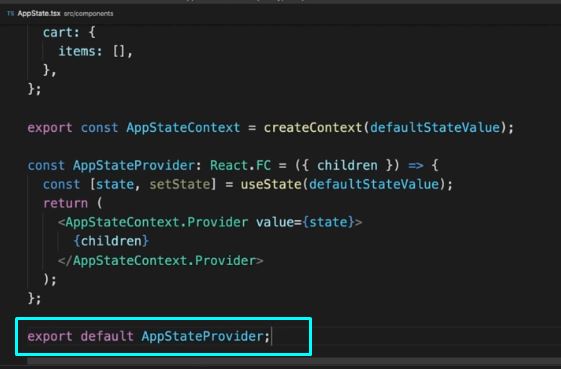 TS AppState.tsx src/components
cart: {
items: [],
},
};
export const AppStateContext = createContext(defaultStateValue);
const AppStateProvider: React.FC = ({ children }) => {
const [state, setState] = useState(defaultStateValue);
return (
<AppStateContext.Provider value={state}>
{children}
</AppStateContext.Provider>
);
};
export default AppStateProvider;